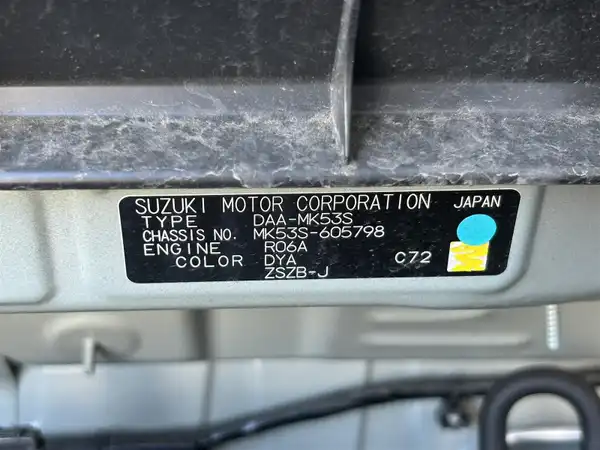 SUZUKI MOTOR CORPORATION JAPAN
TYPE DAA-MK53S
CHASSIS NO. MK53S-605798
ENGINE R06A
COLOR DYA C72
ZSZB-J